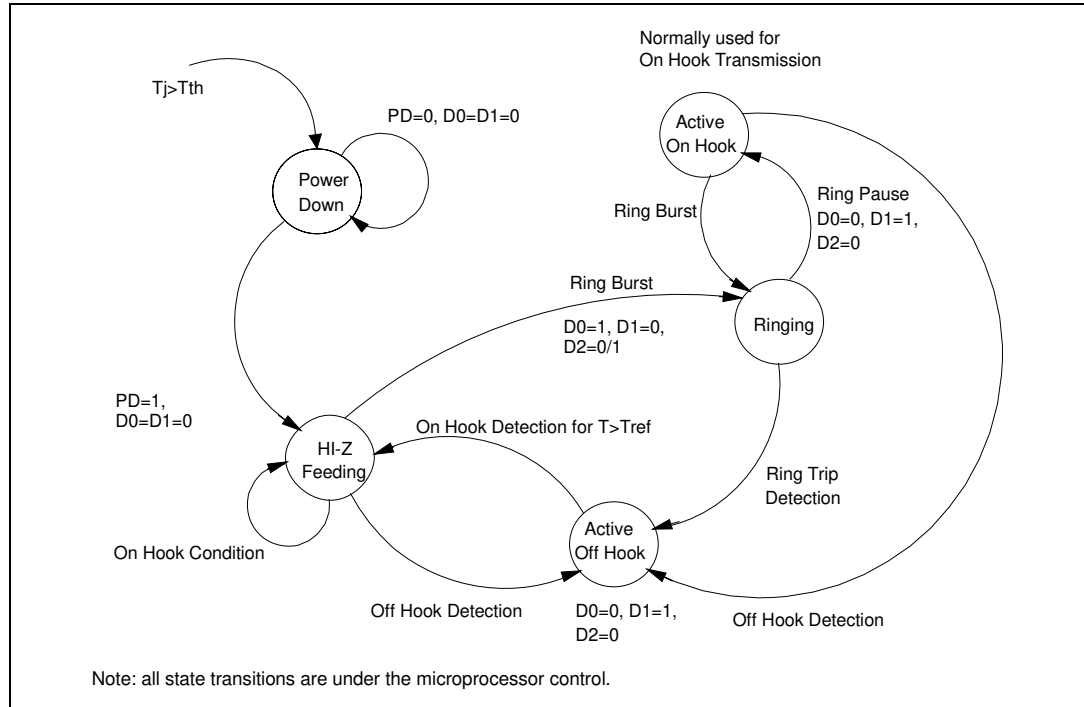 Normally used for
On Hook Transmission
Tj>Tth
PD=0, D0=D1=0
Active
On Hook
Power
Down
Ring Pause
D0=0, D1=1,
D2=0
Ring Burst
Ring Burst
Ringing
D0=1, D1=0,
D2=0/1
PD=1,
D0=D1=0
On Hook Detection for T>Tref
HI-Z
Feeding
Ring Trip
Detection
Active
Off Hook
On Hook Condition
Off Hook Detection
D0=0, D1=1,
D2=0
Off Hook Detection
Note: all state transitions are under the microprocessor control.